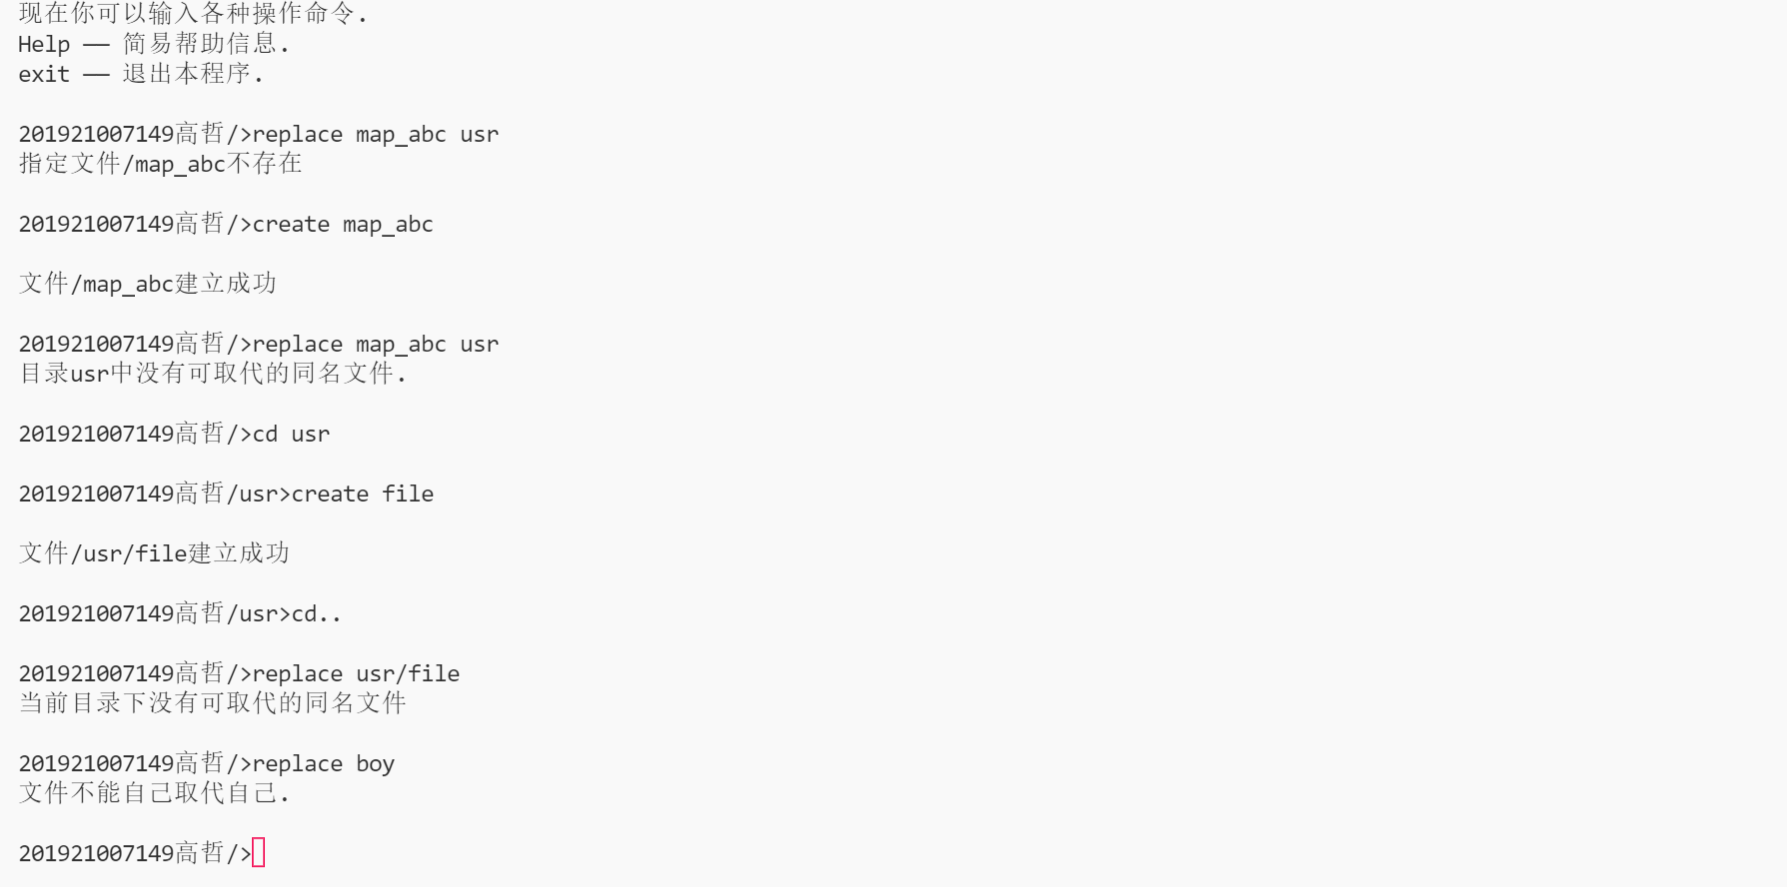 现在你可以输入各种操作命令.
Help —— 简易帮助信息.
exit —— 退出本程序.
201921007149高哲/>replace map_abc usr
指定文件/map_abc不存在
201921007149高哲/>create map_abc
文件/map_abc建立成功
201921007149高哲/>replace map_abc usr
目录usr中没有可取代的同名文件.
201921007149高哲/>cd usr
201921007149高哲/usr>create file
文件/usr/file建立成功
201921007149高哲/usr>cd..
201921007149高哲/>replace usr/file
当前目录下没有可取代的同名文件
201921007149高哲/>replace boy
文件不能自己取代自己.
201921007149高哲/>